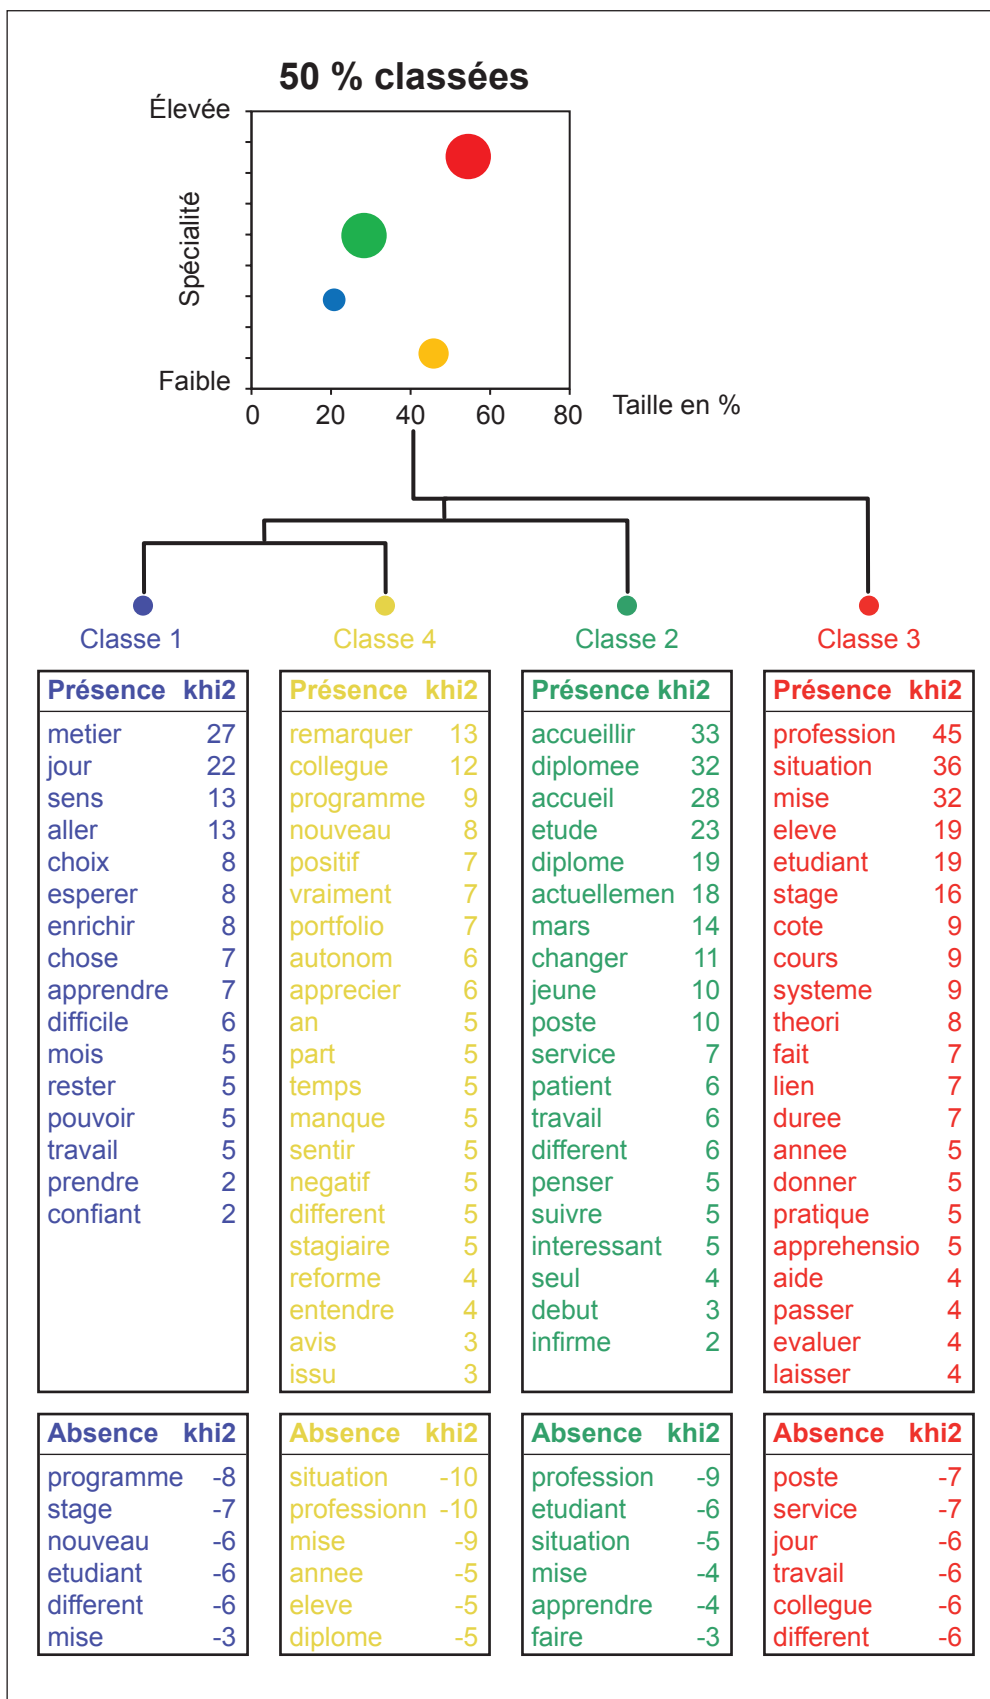 50 % classées
Élevée
Spécialité
Faible
0 20 40 60 80
Taille en %
Classe 1
Présence khi2
metier 27
jour 22
sens 13
aller 13
choix 8
esperer 8
enrichir 8
chose 7
apprendre 7
difficile 6
mois 5
rester 5
pouvoir 5
travail 5
prendre 2
confiant 2
Absence khi2
programme -8
stage -7
nouveau -6
etudiant -6
different -6
mise -3
Classe 4
Présence khi2
remarquer 13
collegue 12
programme 9
nouveau 8
positif 7
vraiment 7
portfolio 7
autonom 6
apprecier 6
an 5
part 5
temps 5
manque 5
sentir 5
negatif 5
different 5
stagiaire 5
reforme 4
entendre 4
avis 3
issu 3
Absence khi2
situation -10
professionn -10
mise -9
annee -5
eleve -5
diplome -5
Classe 2
Présence khi2
accueillir 33
diplomee 32
accueil 28
etude 23
diplome 19
actuellemen 18
mars 14
changer 11
jeune 10
poste 10
service 7
patient 6
travail 6
different 6
penser 5
suivre 5
interessant 5
seul 4
debut 3
infirme 2
Absence khi2
profession -9
etudiant -6
situation -5
mise -4
apprendre -4
faire -3
Classe 3
Présence khi2
profession 45
situation 36
mise 32
eleve 19
etudiant 19
stage 16
cote 9
cours 9
systeme 9
theori 8
fait 7
lien 7
duree 7
annee 5
donner 5
pratique 5
apprehensio 5
aide 4
passer 4
evaluer 4
laisser 4
Absence khi2
poste -7
service -7
jour -6
travail -6
collegue -6
different -6